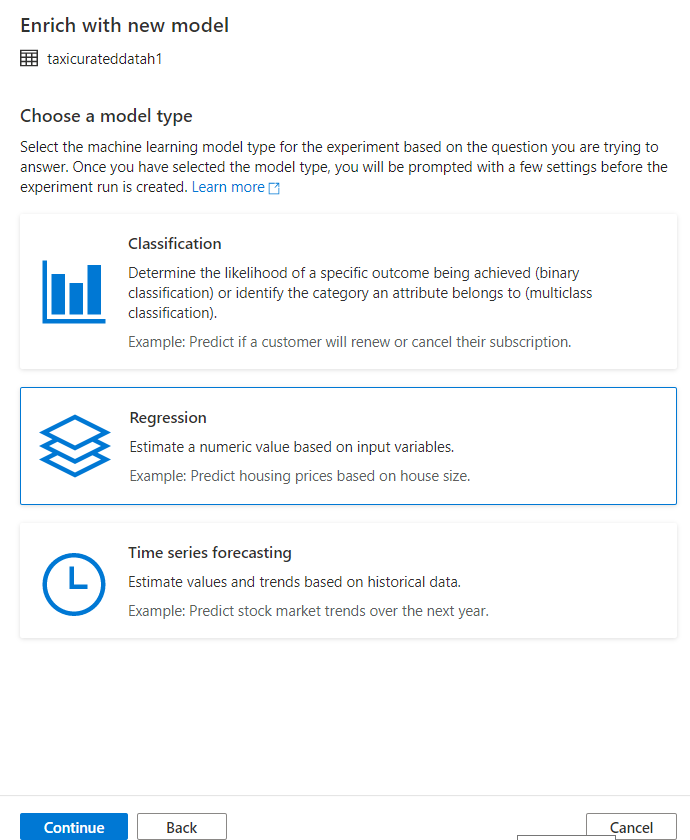 Enrich with new model
taxicurateddatah1
Choose a model type
Select the machine learning model type for the experiment based on the question you are trying to
answer. Once you have selected the model type, you will be prompted with a few settings before the
experiment run is created. Learn more
Classification
Determine the likelihood of a specific outcome being achieved (binary
classification) or identify the category an attribute belongs to (multiclass
classification).
Example: Predict if a customer will renew or cancel their subscription.
Regression
Estimate a numeric value based on input variables.
Example: Predict housing prices based on house size.
Time series forecasting
Estimate values and trends based on historical data.
Example: Predict stock market trends over the next year.
Continue Back Cancel